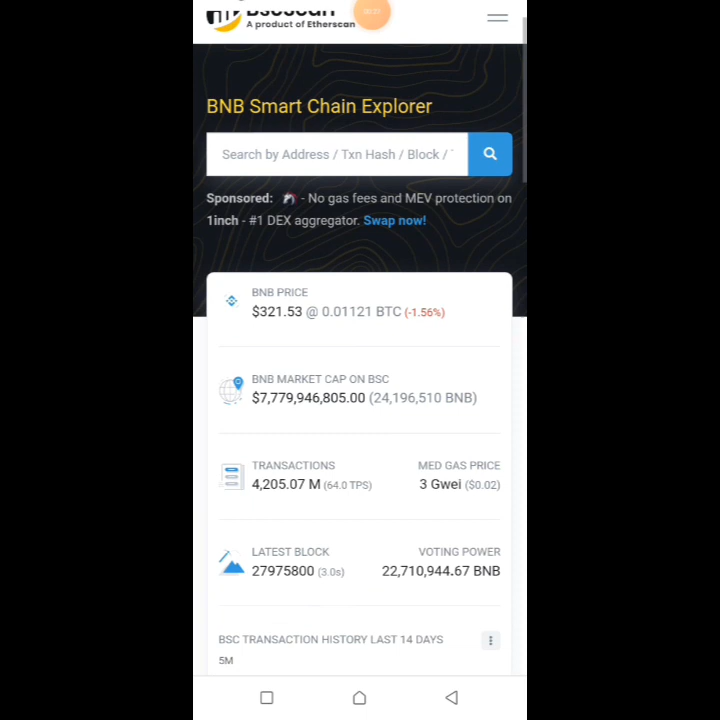 BscScan
A product of Etherscan
BNB Smart Chain Explorer
Search by Address / Txn Hash / Block /
Sponsored: - No gas fees and MEV protection on
1inch - #1 DEX aggregator. Swap now!
BNB PRICE
$321.53 @ 0.01121 BTC (-1.56%)
BNB MARKET CAP ON BSC
$7,779,946,805.00 (24,196,510 BNB)
TRANSACTIONS
4,205.07 M (64.0 TPS)
MED GAS PRICE
3 Gwei ($0.02)
LATEST BLOCK
27975800 (3.0s)
VOTING POWER
22,710,944.67 BNB
BSC TRANSACTION HISTORY LAST 14 DAYS
5M